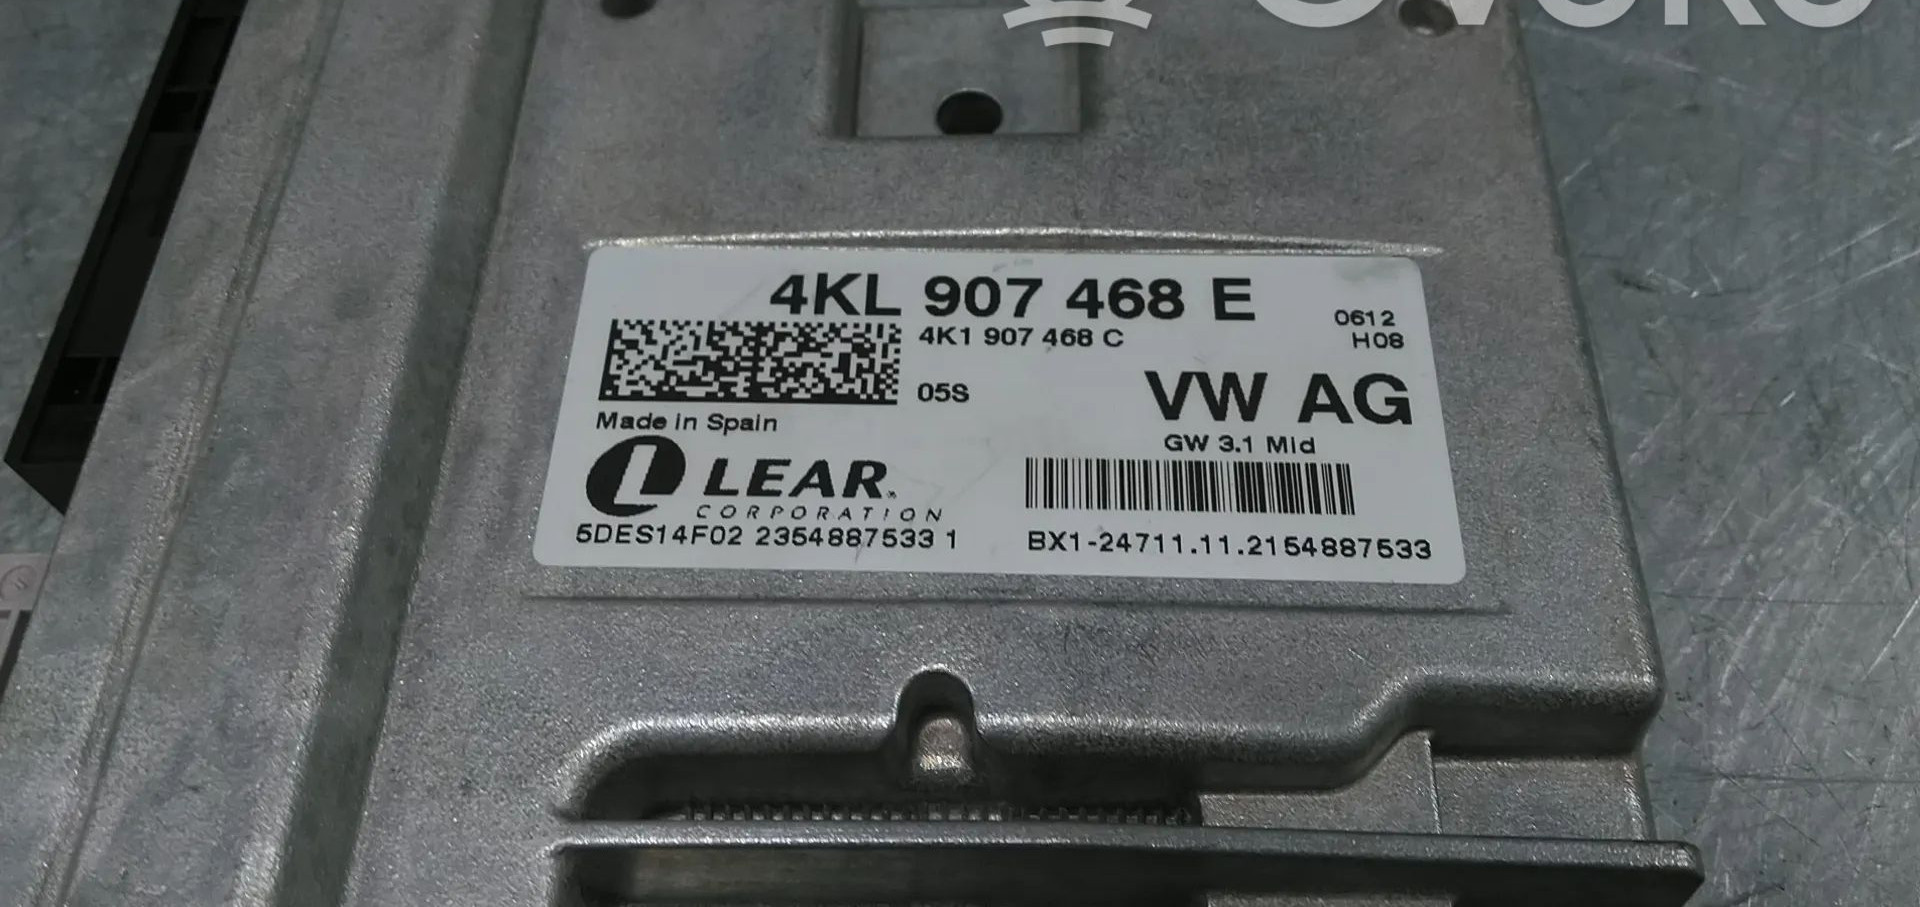 4KL 907 468 E
4K1 907 468 C
0612
H08
05S
VW AG
Made in Spain
GW 3.1 Mid
LEAR
CORPORATION
5DES14F02 2354887533 1
BX1-24711.11.2154887533